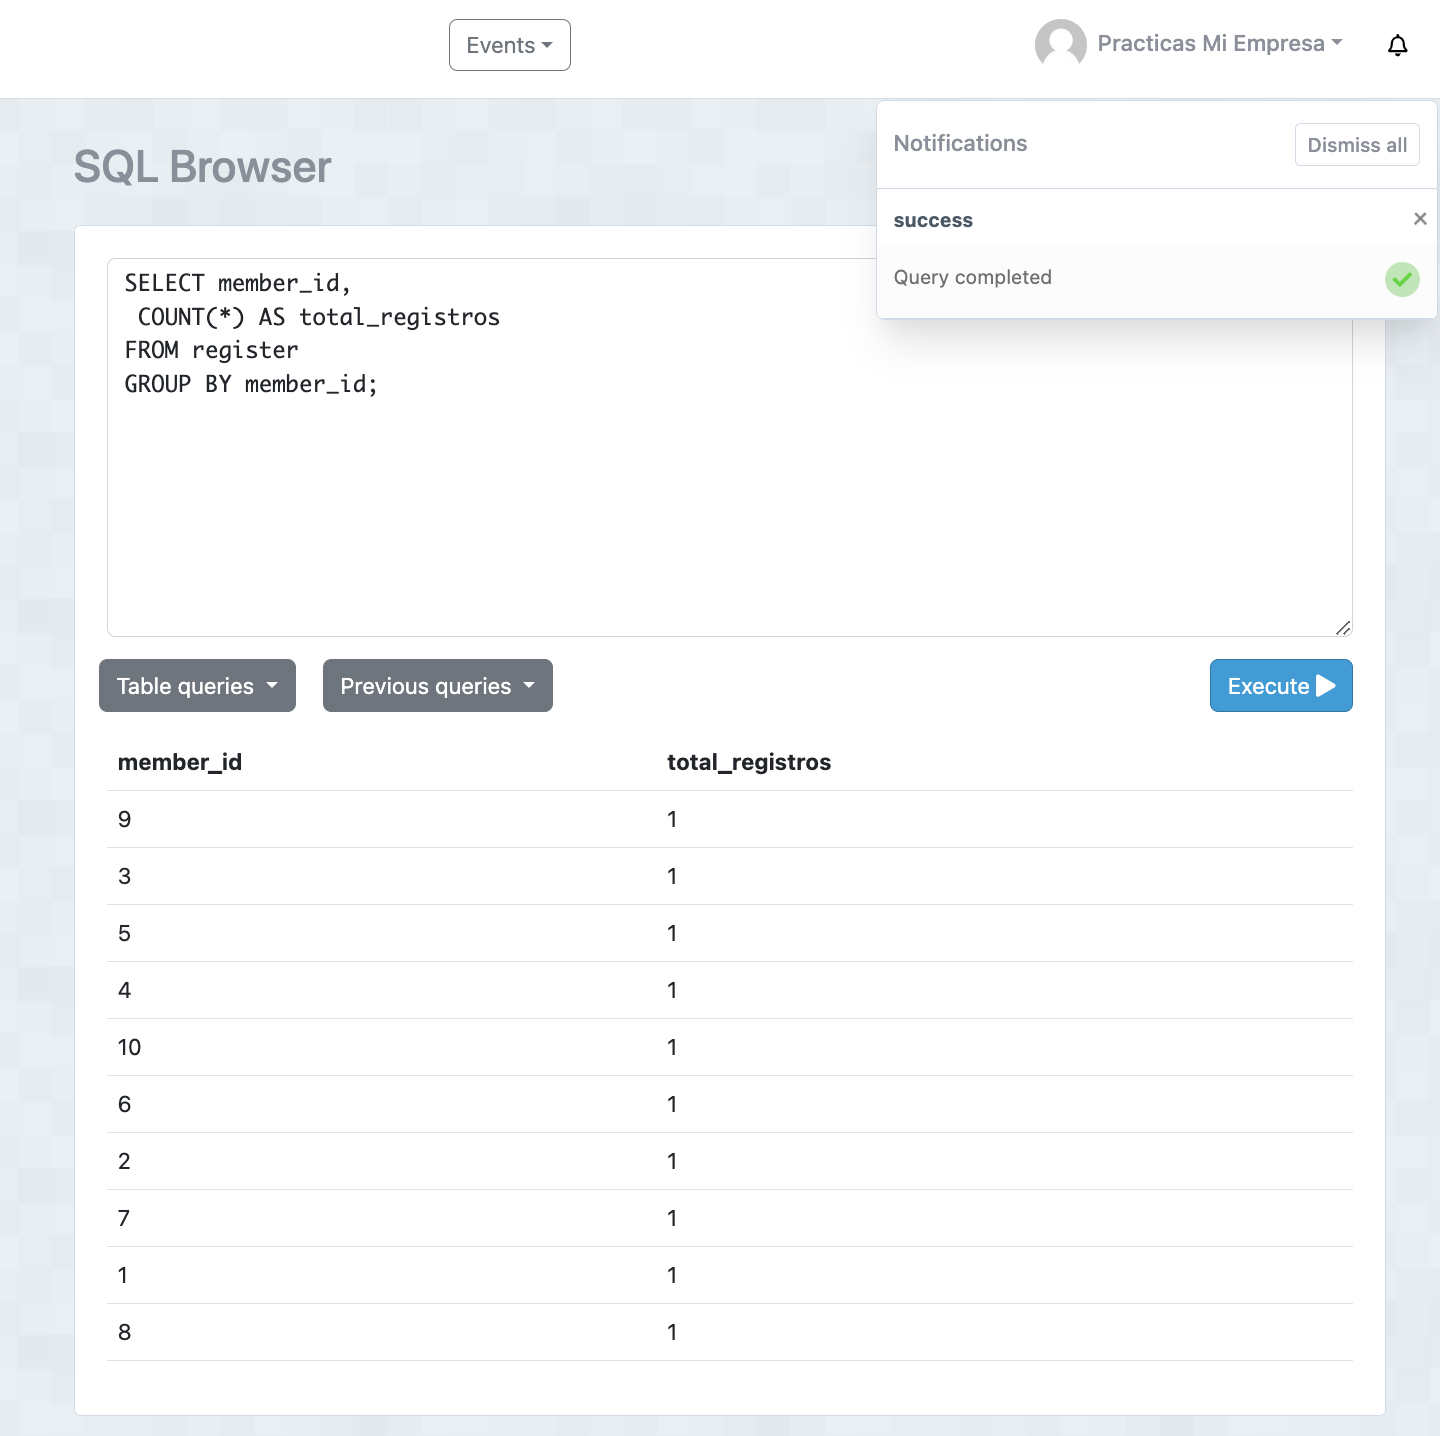 Events
Practicas Mi Empresa
Notifications
Dismiss all
success
×
Query completed
SQL Browser
SELECT member_id,
 COUNT(*) AS total_registros
FROM register
GROUP BY member_id;
Table queries
Previous queries
Execute
member_id total_registros
9 1
3 1
5 1
4 1
10 1
6 1
2 1
7 1
1 1
8 1